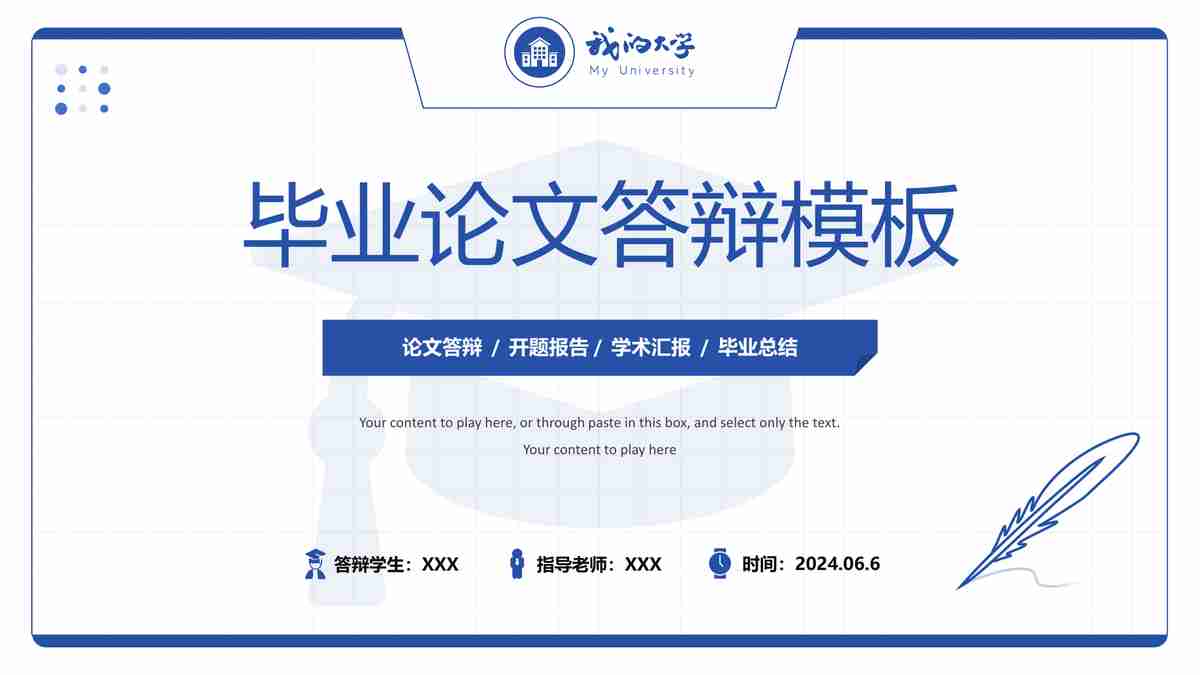 我的大学
My University
毕业论文答辩模板
论文答辩 / 开题报告 / 学术汇报 / 毕业总结
Your content to play here, or through paste in this box, and select only the text.
Your content to play here
答辩学生：XXX 指导老师：XXX 时间：2024.06.6